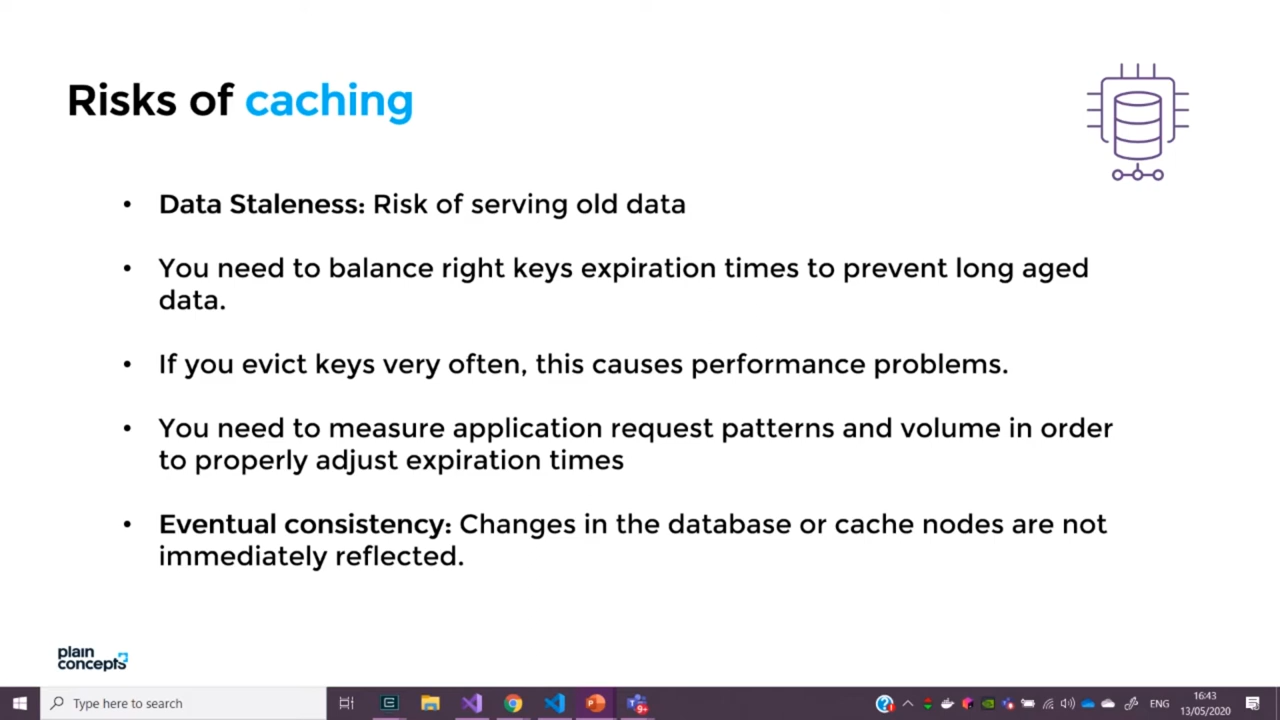 Risks of caching
• Data Staleness: Risk of serving old data
• You need to balance right keys expiration times to prevent long aged
data.
• If you evict keys very often, this causes performance problems.
• You need to measure application request patterns and volume in order
to properly adjust expiration times
• Eventual consistency: Changes in the database or cache nodes are not
immediately reflected.
plain
concepts
Type here to search
9+
ENG
16:43
13/05/2020